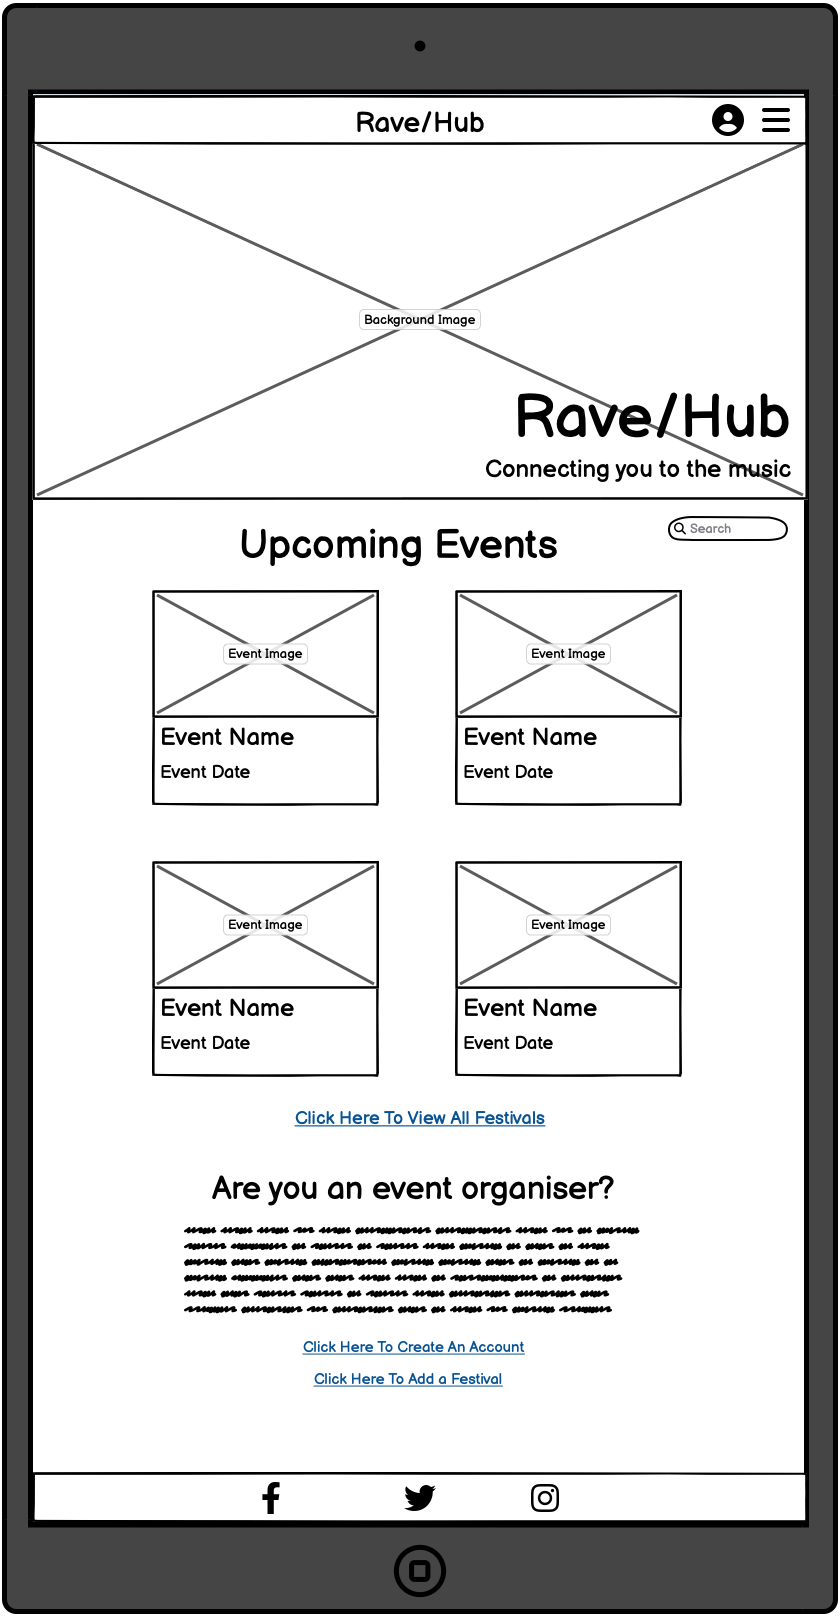 Rave/Hub
Background Image
Rave/Hub
Connecting you to the music
Upcoming Events
Search
Event Image
Event Name
Event Date
Event Image
Event Name
Event Date
Event Image
Event Name
Event Date
Event Image
Event Name
Event Date
Click Here To View All Festivals
Are you an event organiser?
Click Here To Create An Account
Click Here To Add a Festival